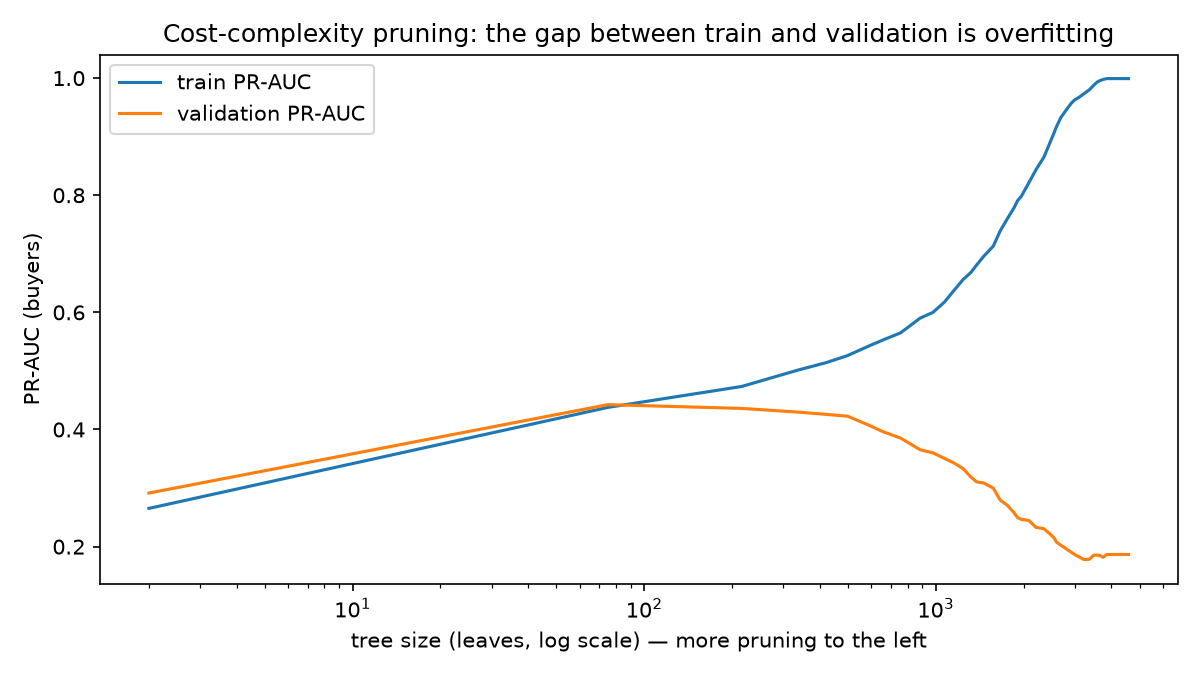 Cost-complexity pruning: the gap between train and validation is overfitting
train PR-AUC
validation PR-AUC
PR-AUC (buyers)
1.0
0.8
0.6
0.4
0.2
10¹ 10² 10³
tree size (leaves, log scale) — more pruning to the left